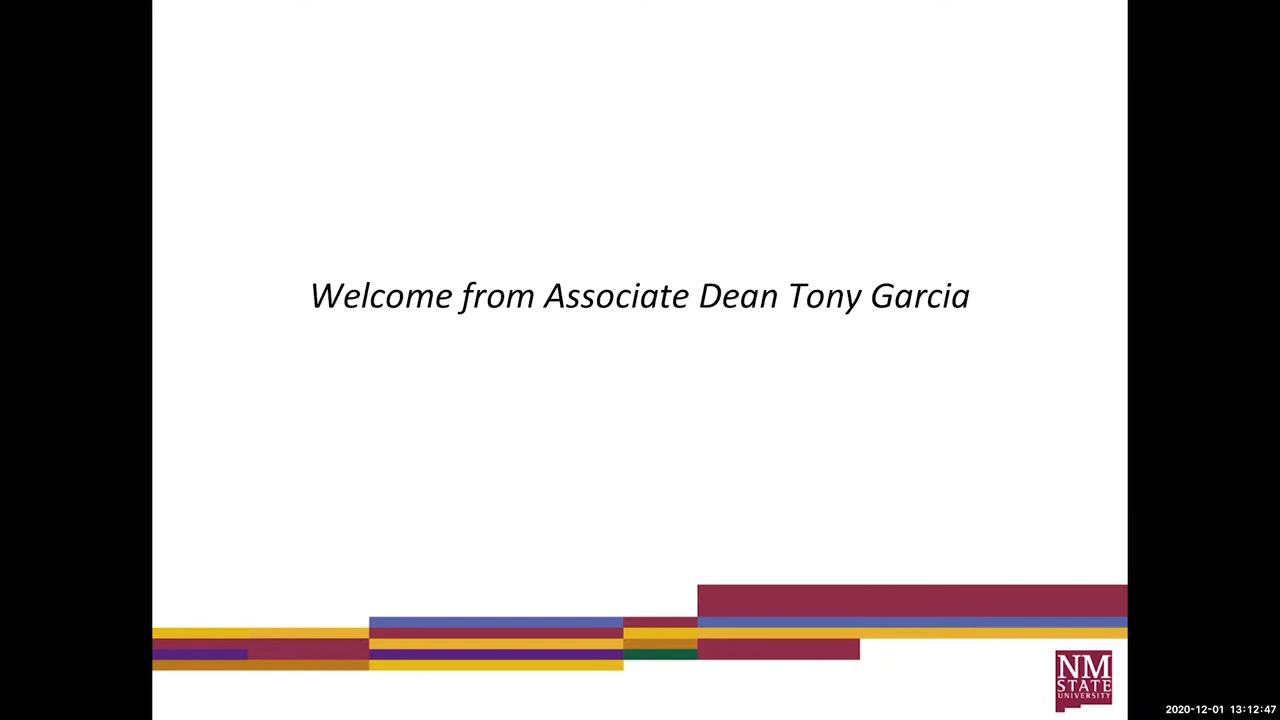 Welcome from Associate Dean Tony Garcia
NM
STATE
UNIVERSITY
2020-12-01 13:12:47